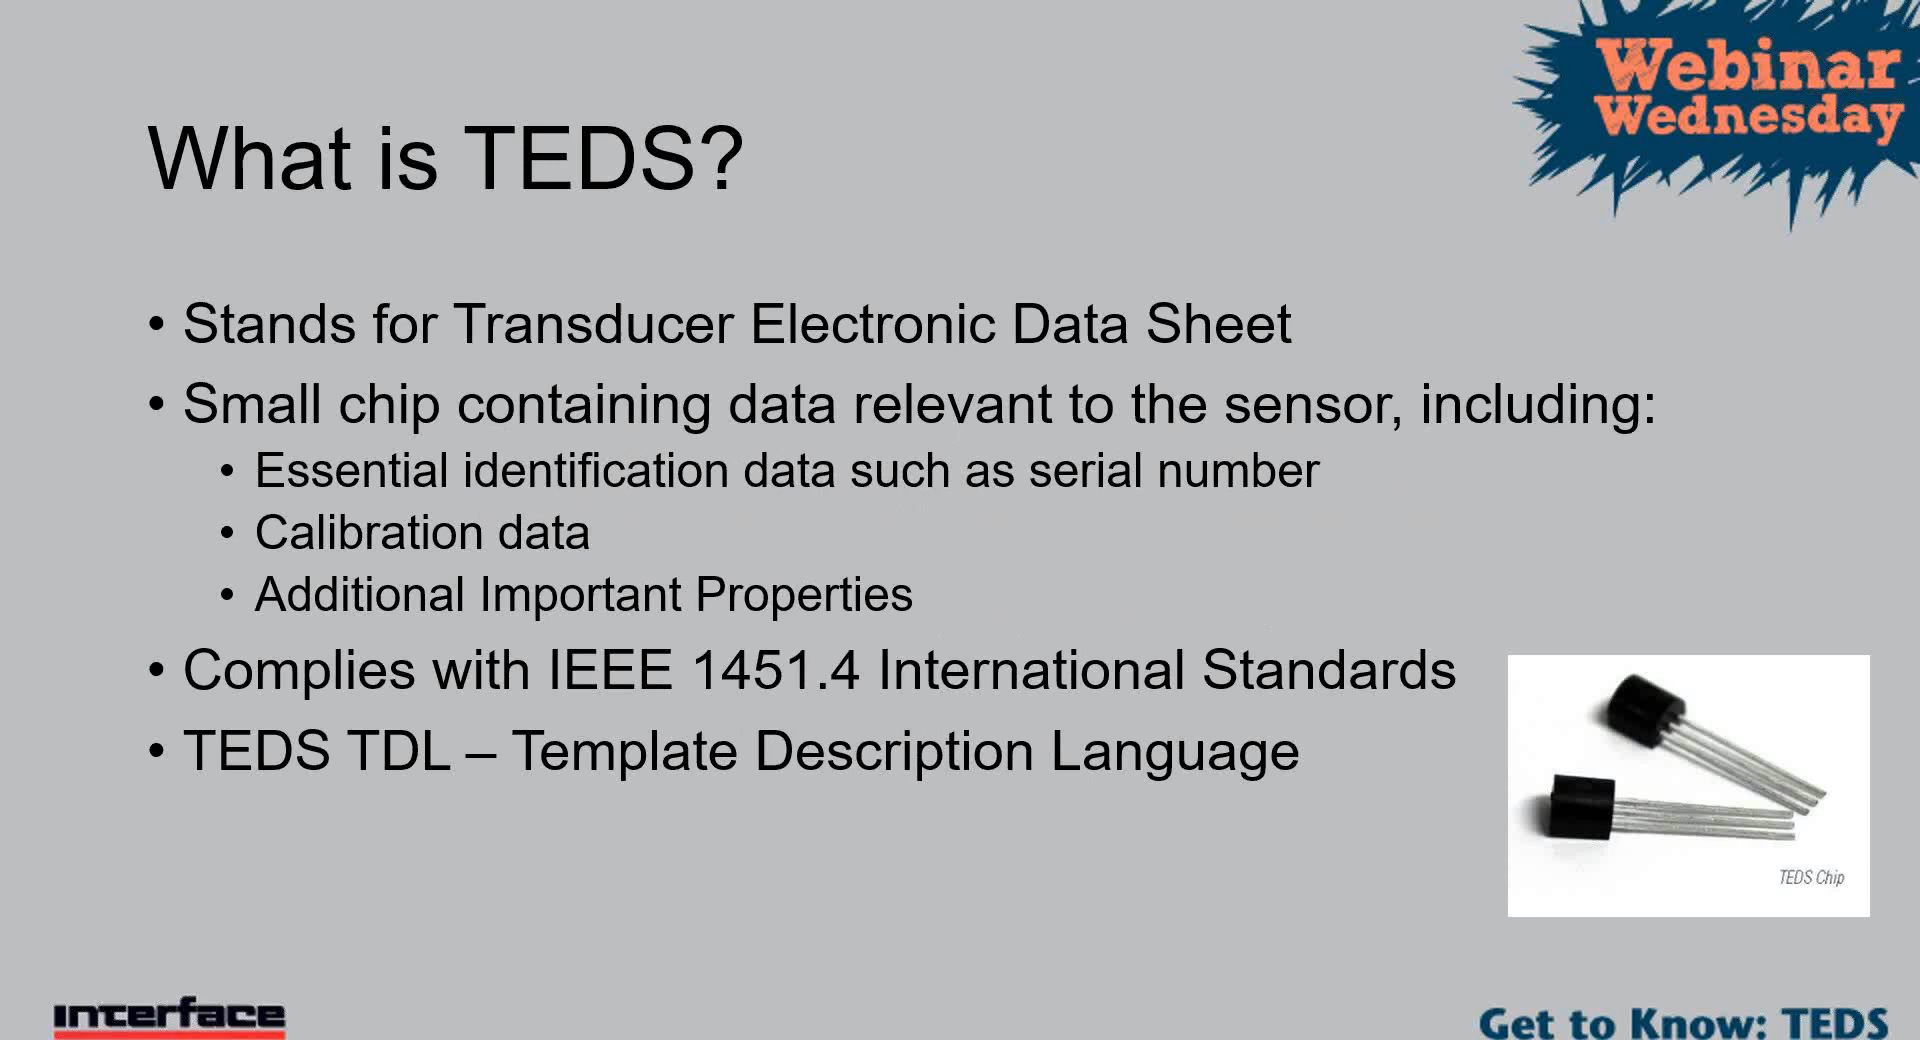 Webinar
Wednesday
What is TEDS?
• Stands for Transducer Electronic Data Sheet
• Small chip containing data relevant to the sensor, including:
• Essential identification data such as serial number
• Calibration data
• Additional Important Properties
• Complies with IEEE 1451.4 International Standards
• TEDS TDL – Template Description Language
TEDS Chip
interface
Get to Know: TEDS